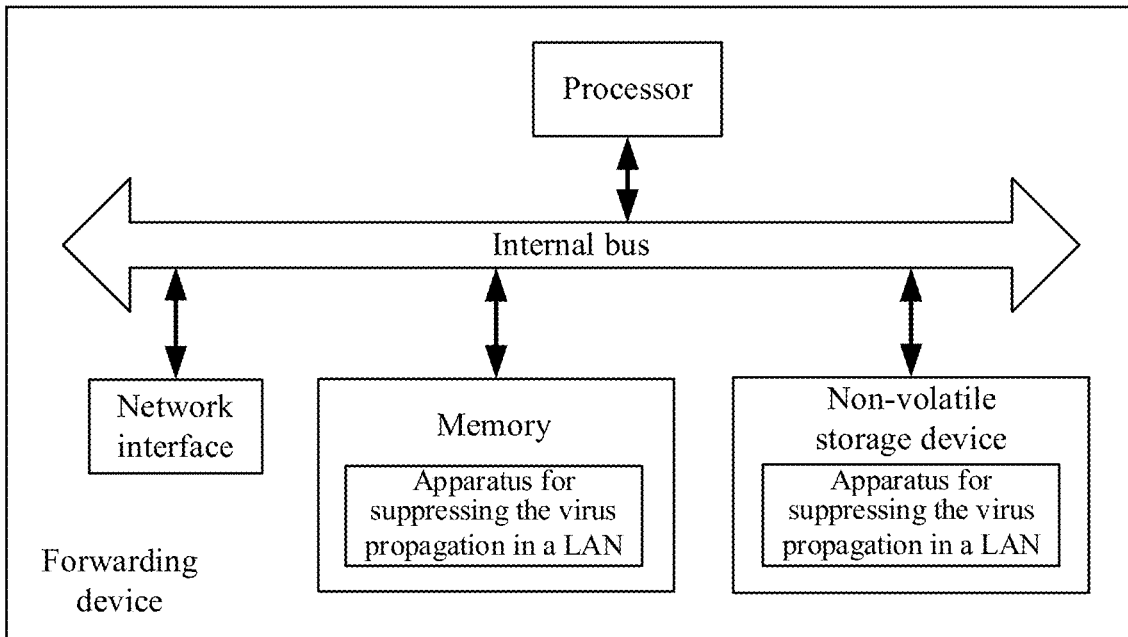 Processor
Internal bus
Network
interface
Memory
Apparatus for
suppressing the virus
propagation in a LAN
Non-volatile
storage device
Apparatus for
suppressing the virus
propagation in a LAN
Forwarding
device